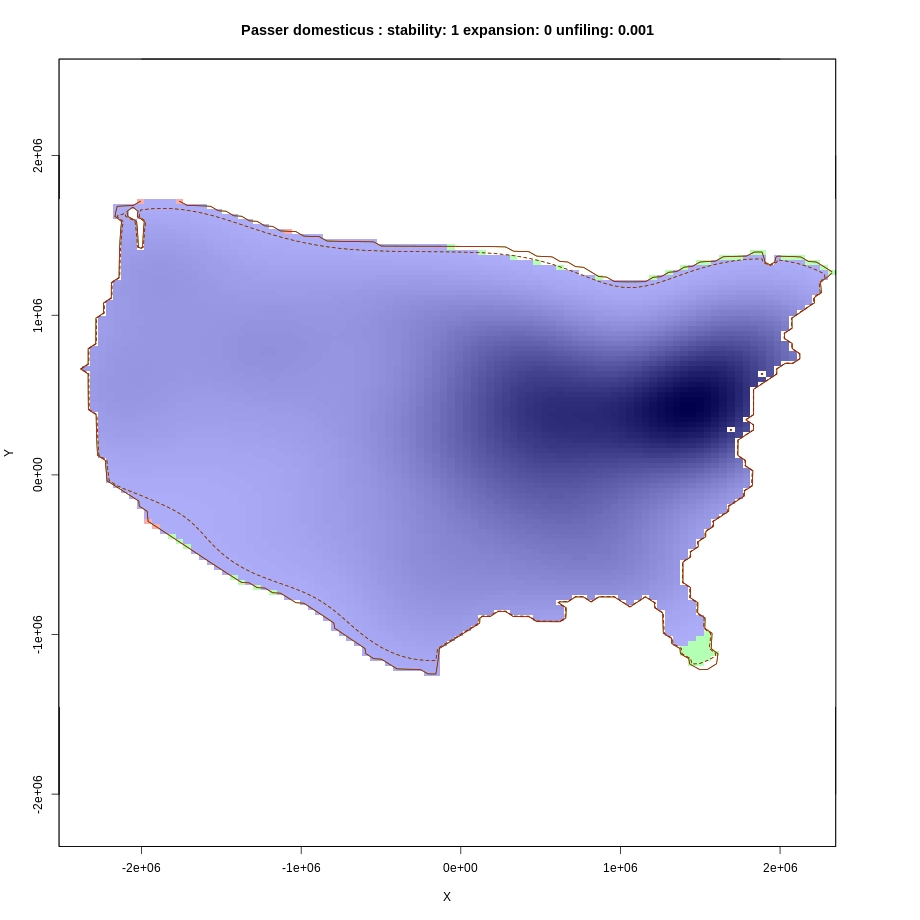 Passer domesticus : stability: 1 expansion: 0 unfiling: 0.001
2e+06
1e+06
Y
0e+00
-1e+06
-2e+06
-2e+06 -1e+06 0e+00 1e+06 2e+06
X